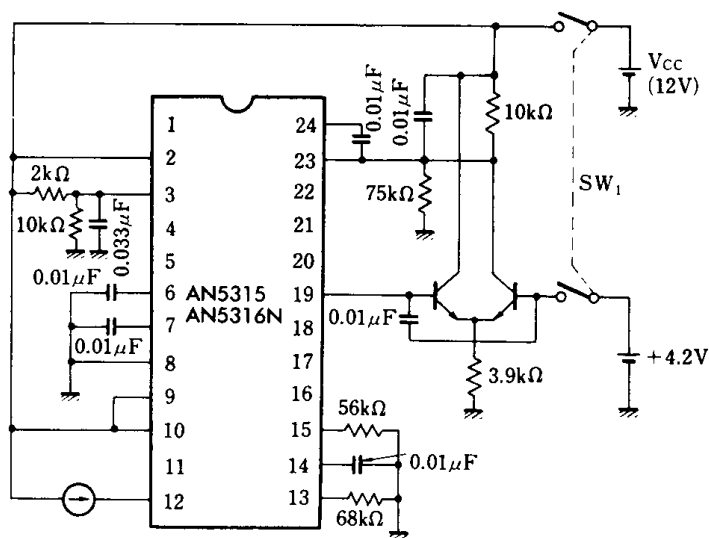 VCC
(12V)
0.01μF
0.01μF
10kΩ
1
24
2
23
2kΩ
3
22
75kΩ
SW₁
10kΩ
0.033μF
4
21
5
20
0.01μF
6
AN5315
AN5316N
19
0.01μF
7
18
0.01μF
8
17
3.9kΩ
+4.2V
9
16
56kΩ
10
15
11
14
0.01μF
12
13
68kΩ